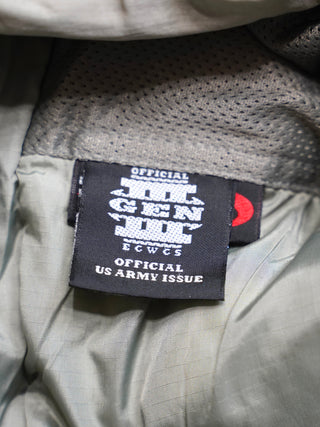 OFFICIAL
III
GEN
III
ECWCS
OFFICIAL
US ARMY ISSUE